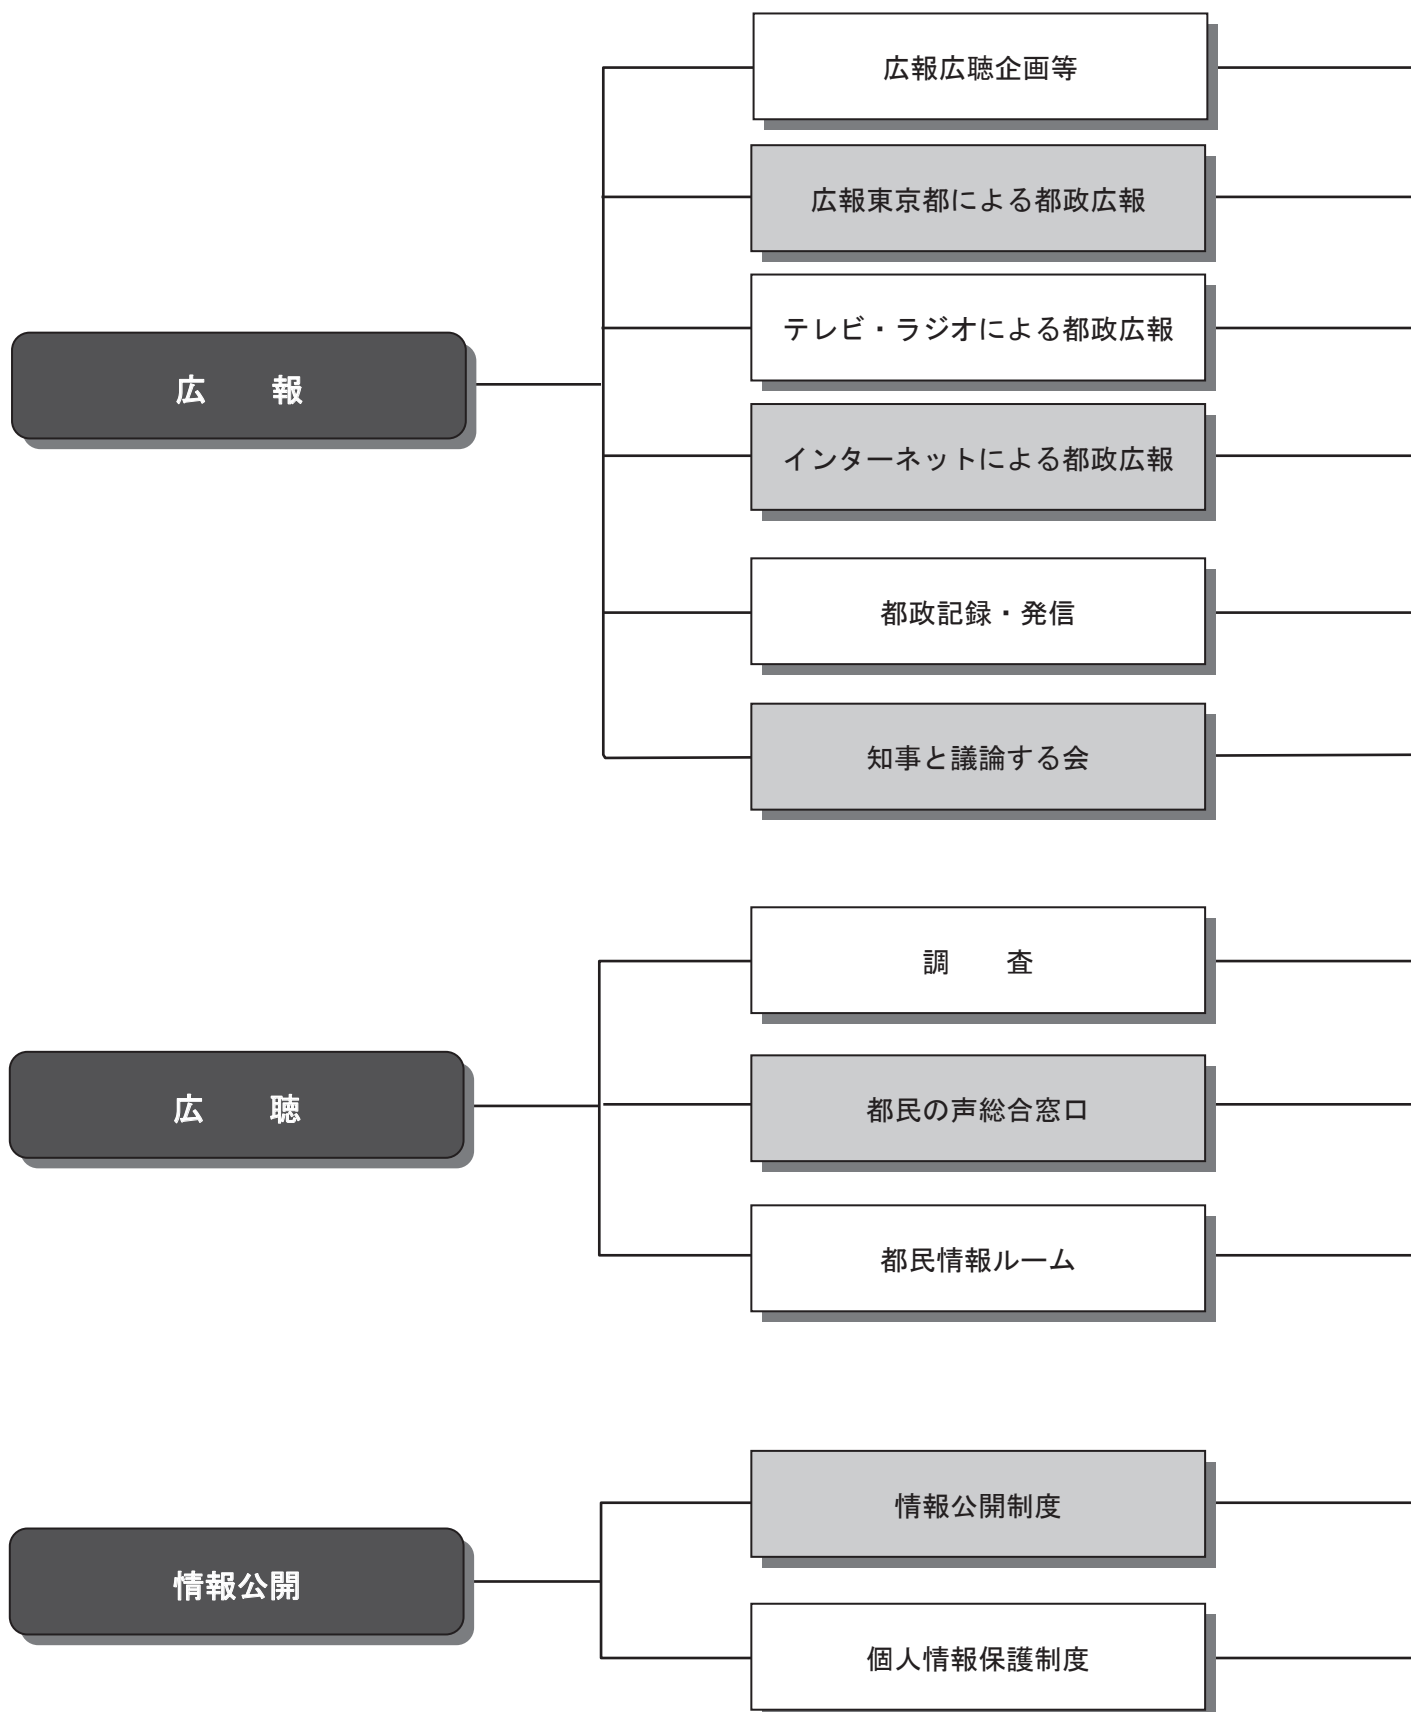 広報
広報広聴企画等
広報東京都による都政広報
テレビ・ラジオによる都政広報
インターネットによる都政広報
都政記録・発信
知事と議論する会
広聴
調査
都民の声総合窓口
都民情報ルーム
情報公開
情報公開制度
個人情報保護制度